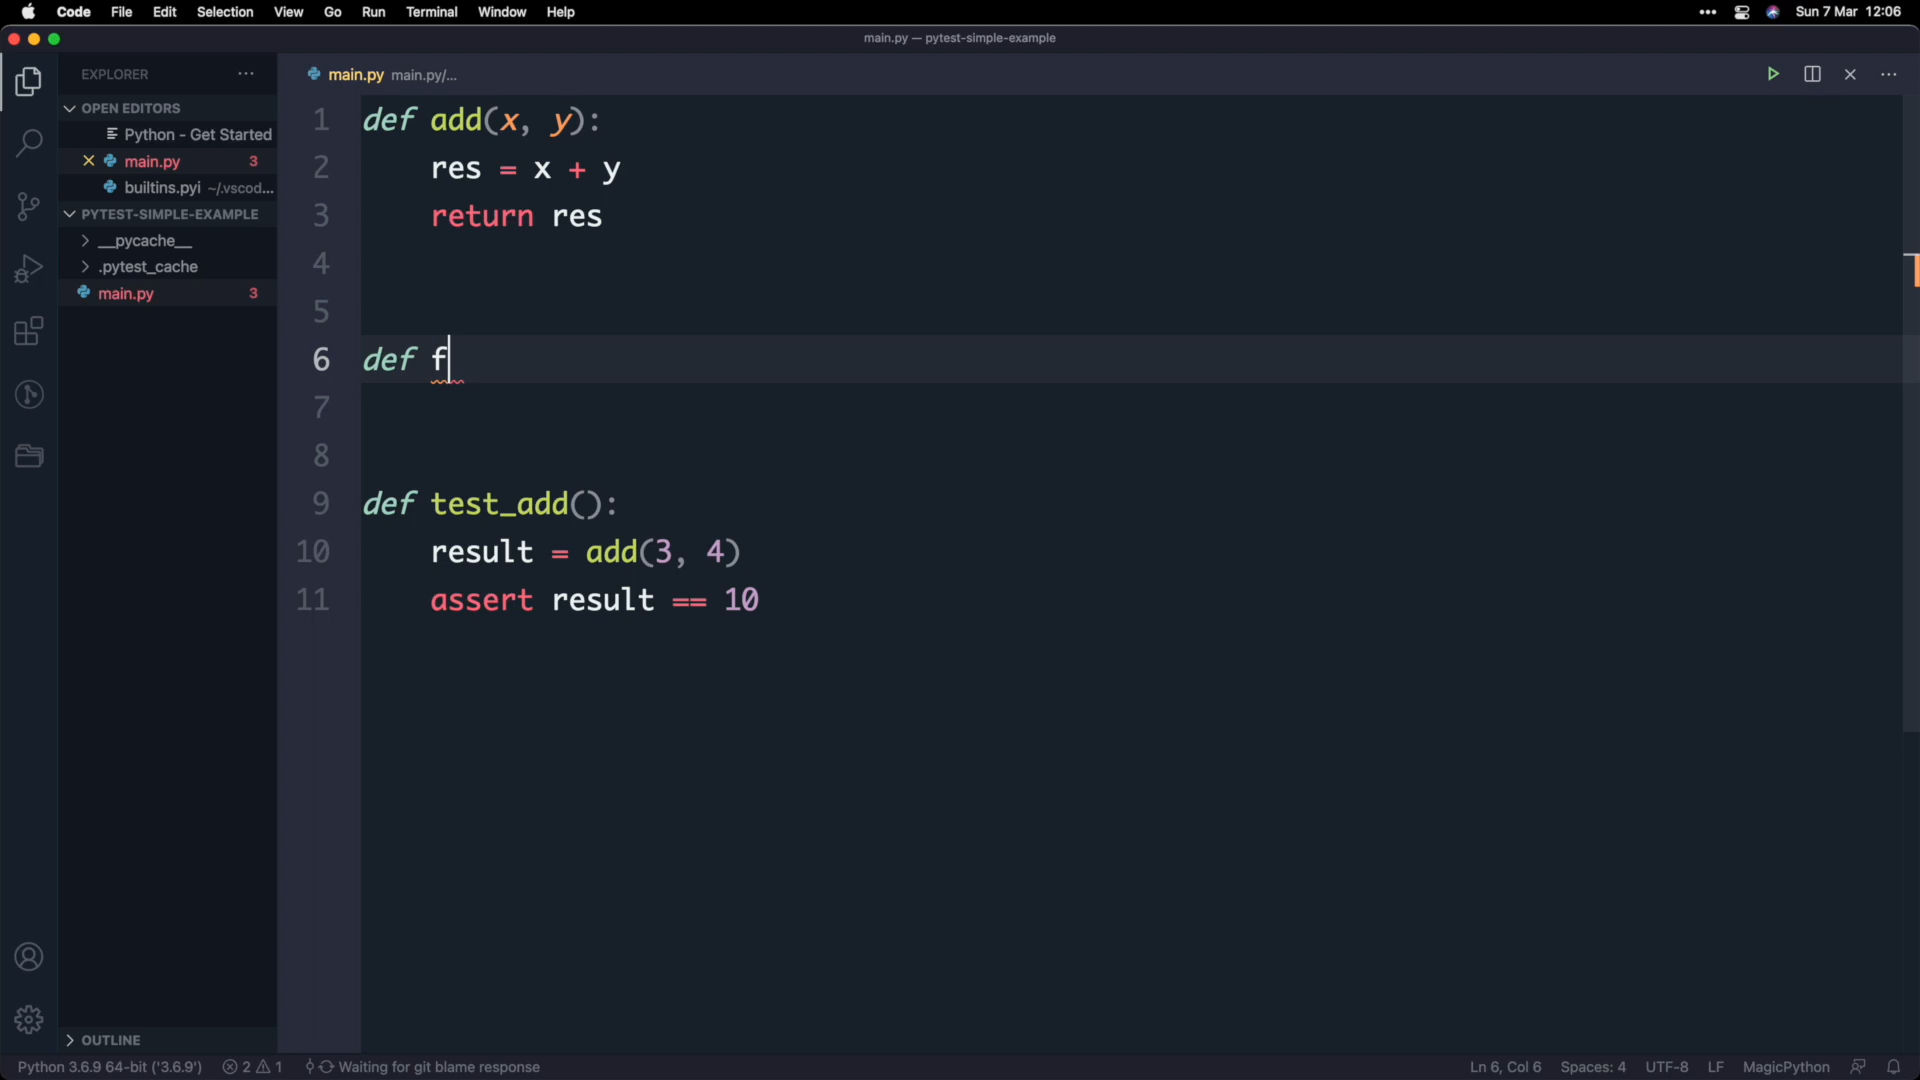 Code File Edit Selection View Go Run Terminal Window Help
Sun 7 Mar 12:06
main.py — pytest-simple-example
EXPLORER
OPEN EDITORS
Python - Get Started
main.py 3
builtins.pyi ~/.vscod...
PYTEST-SIMPLE-EXAMPLE
__pycache__
.pytest_cache
main.py 3
OUTLINE
main.py main.py/...
1 def add(x, y):
2 res = x + y
3 return res
4
5
6 def f
7
8
9 def test_add():
10 result = add(3, 4)
11 assert result == 10
Python 3.6.9 64-bit ('3.6.9') 2 1 Waiting for git blame response
Ln 6, Col 6 Spaces: 4 UTF-8 LF MagicPython